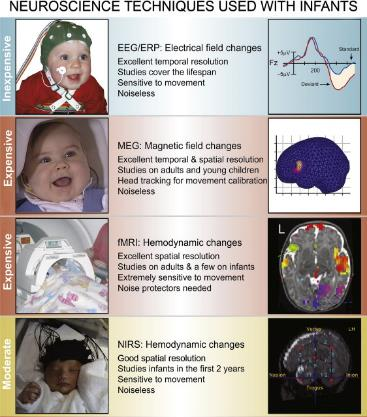 NEUROSCIENCE TECHNIQUES USED WITH INFANTS
Inexpensive
EEG/ERP: Electrical field changes
Excellent temporal resolution
Studies cover the lifespan
Sensitive to movement
Noiseless
+5µV
Fz
-5µV
200
Standard
Deviant
Expensive
MEG: Magnetic field changes
Excellent temporal & spatial resolution
Studies on adults and young children
Head tracking for movement calibration
Noiseless
Expensive
fMRI: Hemodynamic changes
Excellent spatial resolution
Studies on adults & a few on infants
Extremely sensitive to movement
Noise protectors needed
L
Moderate
NIRS: Hemodynamic changes
Good spatial resolution
Studies infants in the first 2 years
Sensitive to movement
Noiseless
Vertex
LH
Nasion
Inion